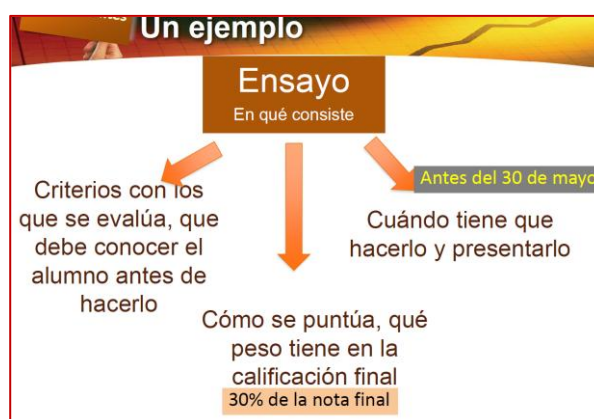 Un ejemplo
Ensayo
En qué consiste
Criterios con los
que se evalúa, que
debe conocer el
alumno antes de
hacerlo
Antes del 30 de mayo
Cuándo tiene que
hacerlo y presentarlo
Cómo se puntúa, qué
peso tiene en la
calificación final
30% de la nota final